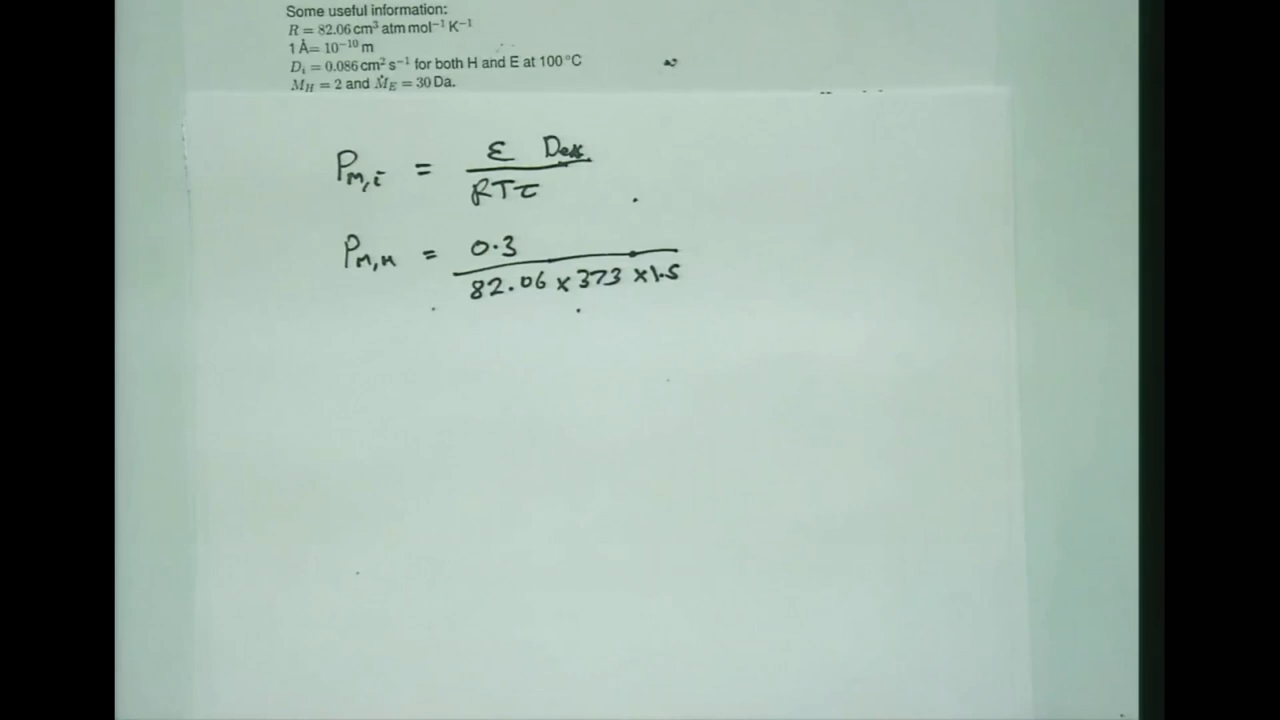 Some useful information:
R = 82.06 cm³ atm mol⁻¹ K⁻¹
1 Å= 10⁻¹⁰ m
Dᵢ = 0.086 cm² s⁻¹ for both H and E at 100 °C
M_H = 2 and M_E = 30 Da.
P_M,i = ε D_eff / RTτ
P_M,H = 0.3 / 82.06 × 373 × 1.5